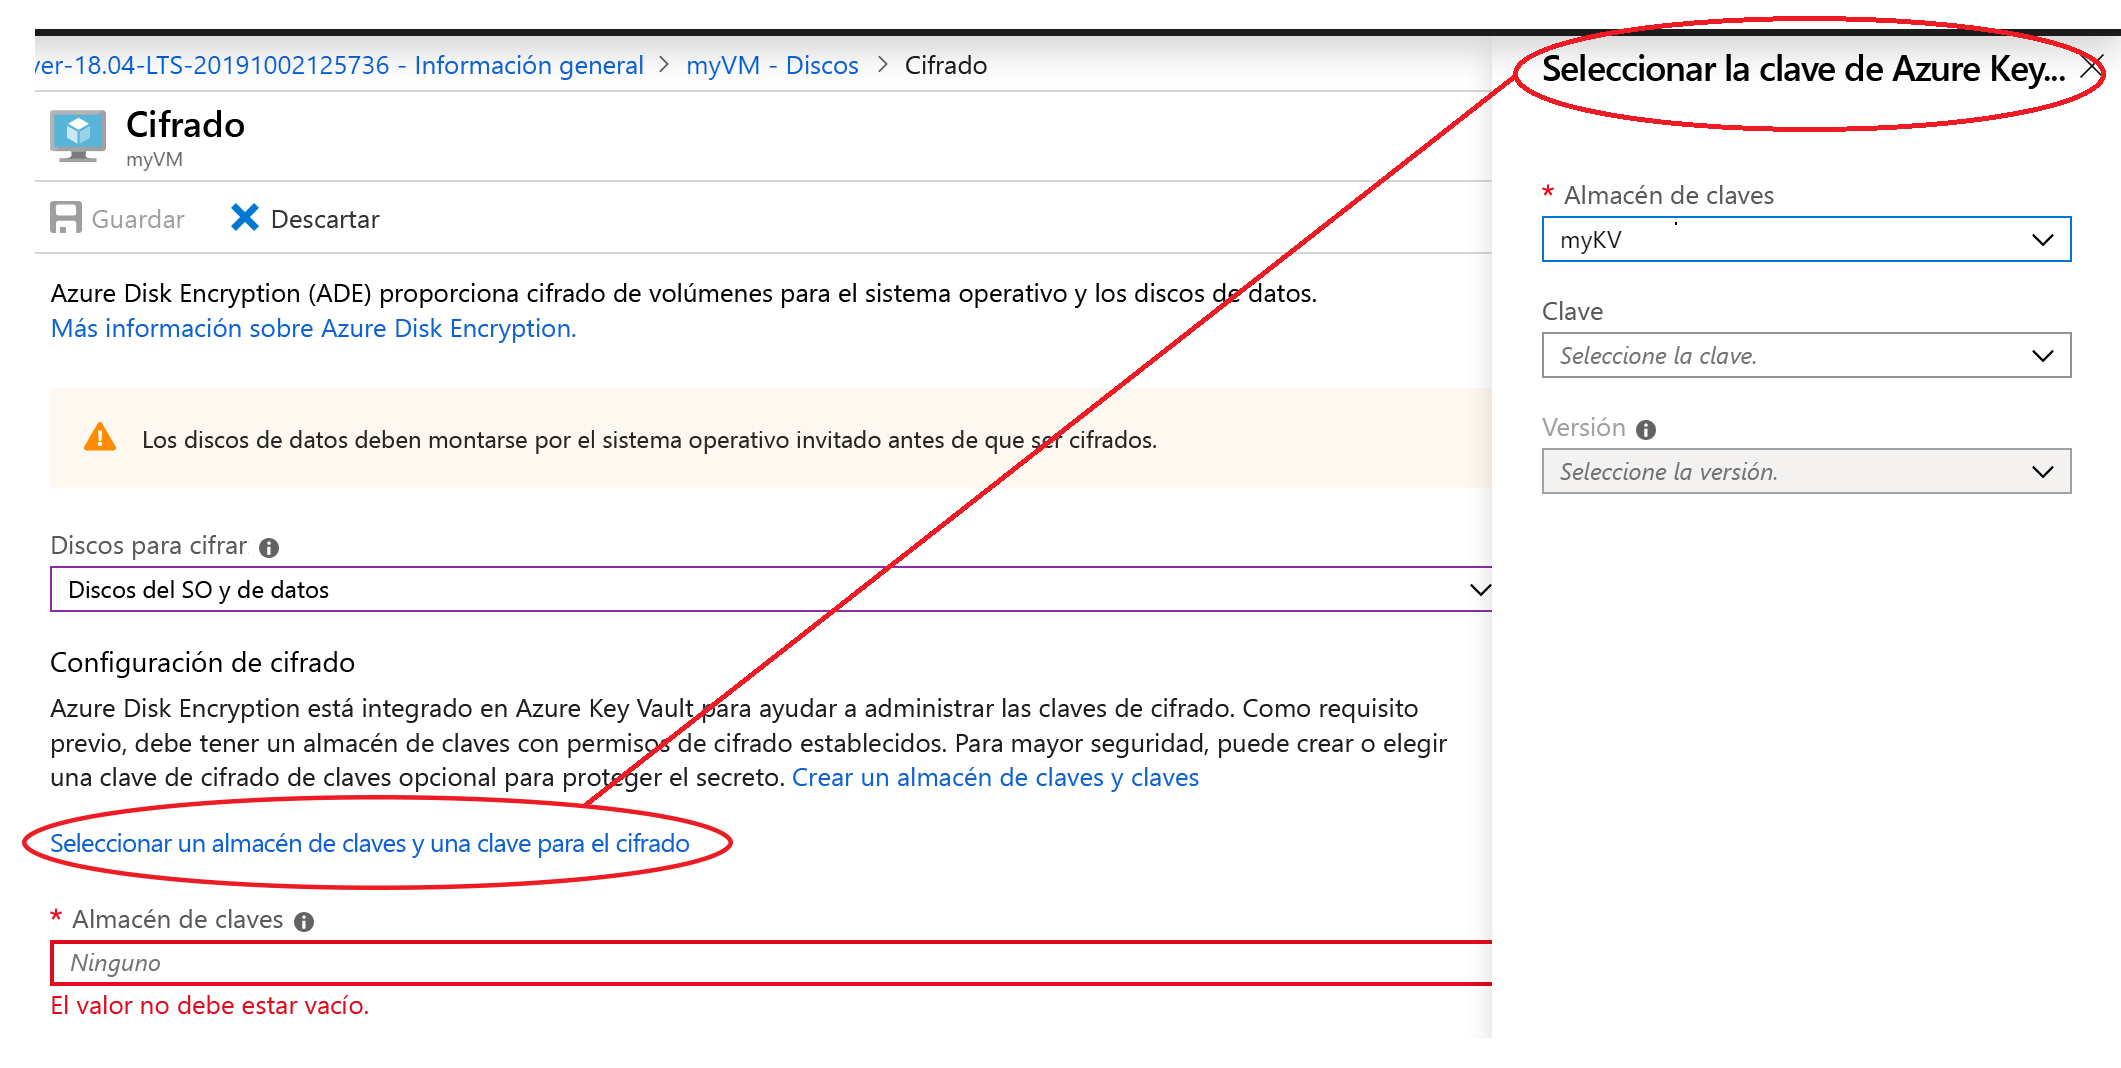 ver-18.04-LTS-20191002125736 - Información general > myVM - Discos > Cifrado
Cifrado
myVM
Guardar Descartar
Azure Disk Encryption (ADE) proporciona cifrado de volúmenes para el sistema operativo y los discos de datos.
Más información sobre Azure Disk Encryption.
Los discos de datos deben montarse por el sistema operativo invitado antes de que ser cifrados.
Discos para cifrar
Discos del SO y de datos
Configuración de cifrado
Azure Disk Encryption está integrado en Azure Key Vault para ayudar a administrar las claves de cifrado. Como requisito
previo, debe tener un almacén de claves con permisos de cifrado establecidos. Para mayor seguridad, puede crear o elegir
una clave de cifrado de claves opcional para proteger el secreto. Crear un almacén de claves y claves
Seleccionar un almacén de claves y una clave para el cifrado
* Almacén de claves
Ninguno
El valor no debe estar vacío.
Seleccionar la clave de Azure Key...
* Almacén de claves
myKV
Clave
Seleccione la clave.
Versión
Seleccione la versión.